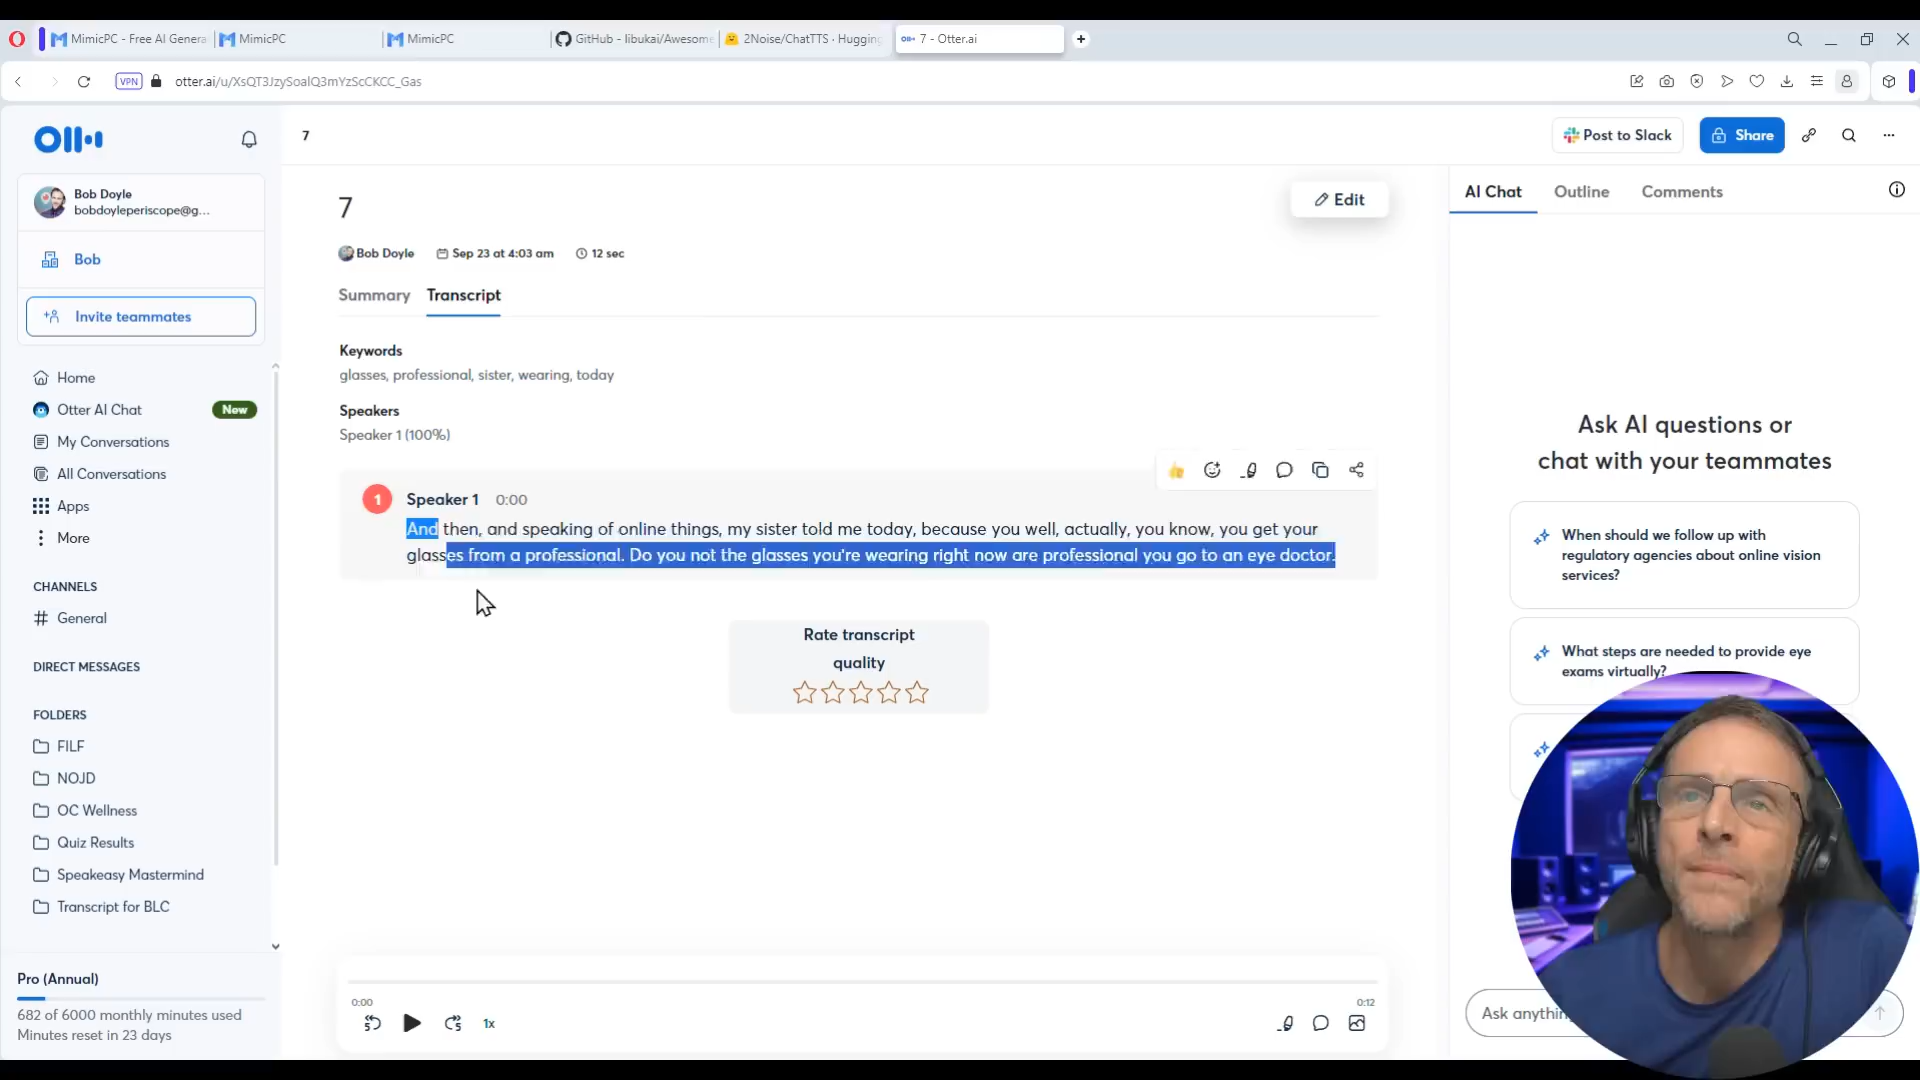 MimicPC - Free AI Genera
MimicPC
MimicPC
GitHub - libukai/Awesome
2Noise/ChatTTS · Hugging
7 - Otter.ai
VPN
otter.ai/u/XsQT3JzySoalQ3mYzScCKCC_Gas
Bob Doyle
bobdoyleperiscope@g...
Bob
Invite teammates
Home
Otter AI Chat
New
My Conversations
All Conversations
Apps
More
CHANNELS
General
DIRECT MESSAGES
FOLDERS
FILF
NOJD
OC Wellness
Quiz Results
Speakeasy Mastermind
Transcript for BLC
Pro (Annual)
682 of 6000 monthly minutes used
Minutes reset in 23 days
7
Post to Slack
Share
7
Edit
Bob Doyle
Sep 23 at 4:03 am
12 sec
Summary
Transcript
Keywords
glasses, professional, sister, wearing, today
Speakers
Speaker 1 (100%)
1
Speaker 1 0:00
And then, and speaking of online things, my sister told me today, because you well, actually, you know, you get your
glasses from a professional. Do you not the glasses you're wearing right now are professional you go to an eye doctor.
Rate transcript
quality
0:00
0:12
5
5
1x
AI Chat
Outline
Comments
Ask AI questions or
chat with your teammates
When should we follow up with
regulatory agencies about online vision
services?
What steps are needed to provide eye
exams virtually?
Ask anythin